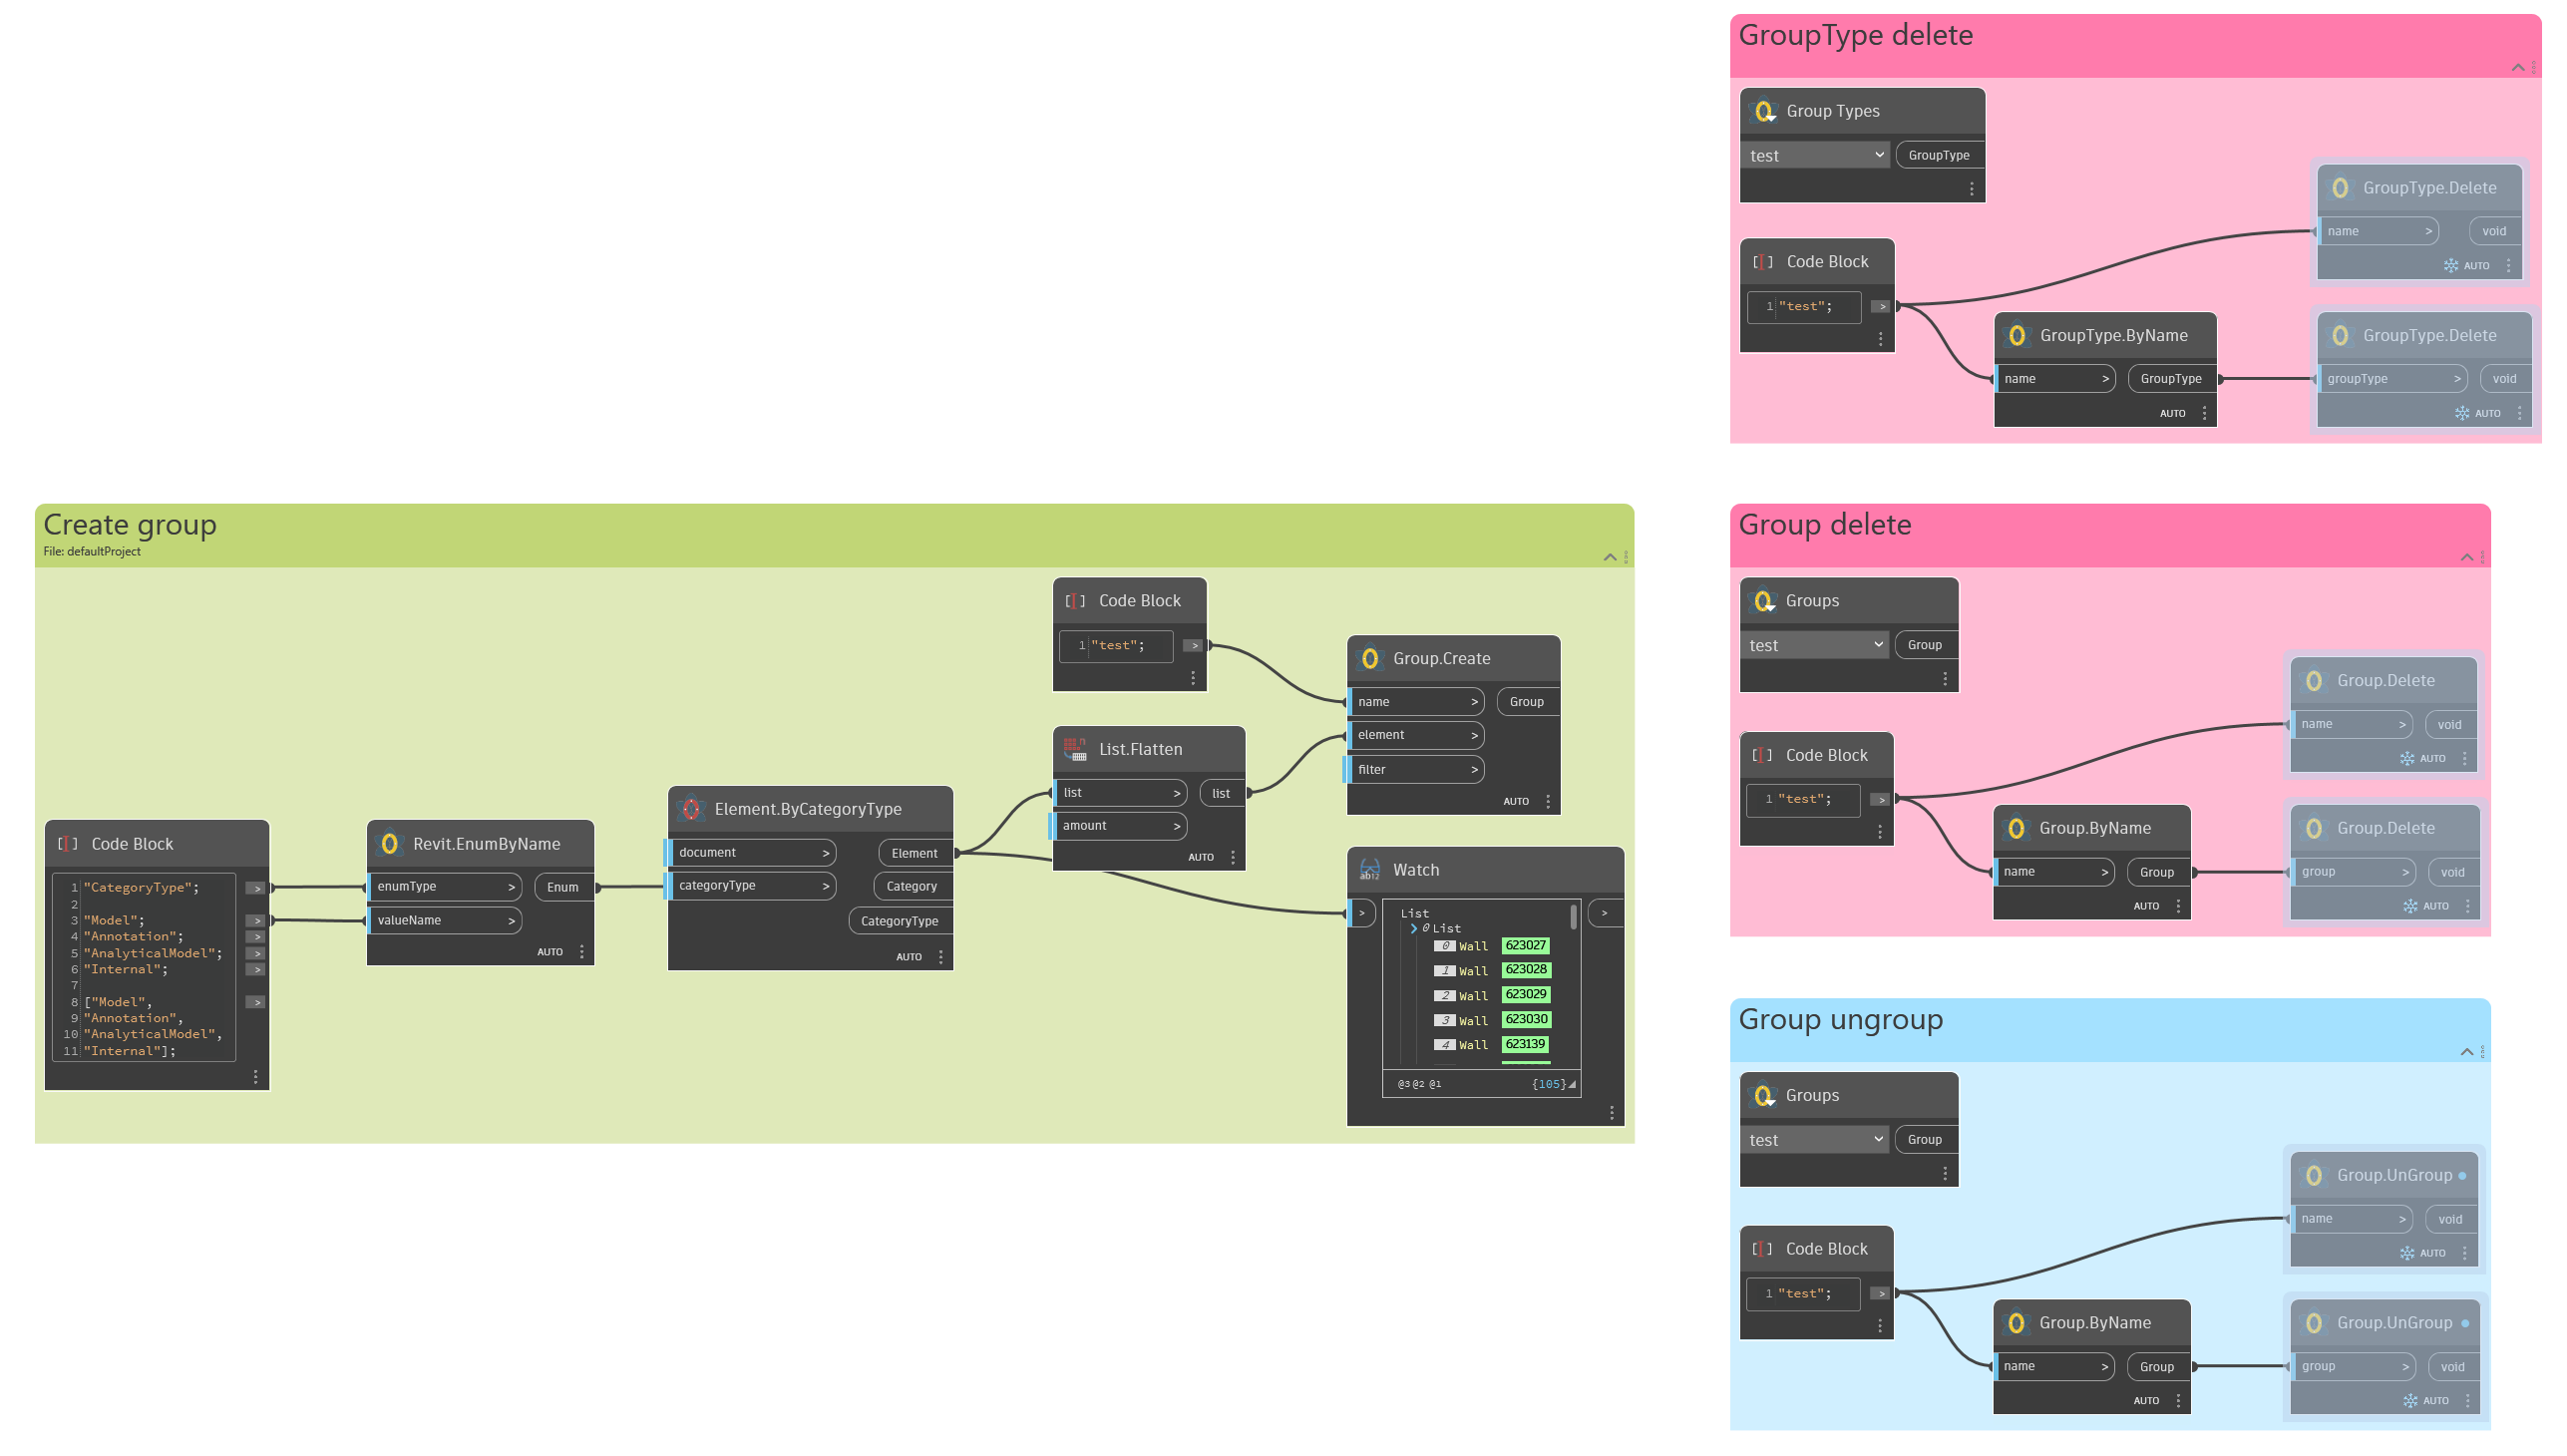 GroupType delete
Group Types
test
GroupType
GroupType.Delete
name >
void
AUTO
Code Block
1 "test";
>
GroupType.ByName
name >
GroupType
AUTO
GroupType.Delete
groupType >
void
AUTO
Create group
File: defaultProject
Code Block
1 "CategoryType"; >
2
3 "Model"; >
4 "Annotation"; >
5 "AnalyticalModel"; >
6 "Internal"; >
7
8 ["Model", >
9 "Annotation",
10 "AnalyticalModel",
11 "Internal"];
Revit.EnumByName
enumType > Enum
valueName >
AUTO
Element.ByCategoryType
document > Element
categoryType > Category
CategoryType
AUTO
Code Block
1 "test"; >
List.Flatten
list > list
amount >
AUTO
Group.Create
name > Group
element >
filter >
AUTO
Watch
> >
List
0 List
0 Wall 623027
1 Wall 623028
2 Wall 623029
3 Wall 623030
4 Wall 623139
@3 @2 @1 {105}
Group delete
Groups
test
Group
Group.Delete
name > void
AUTO
Code Block
1 "test"; >
Group.ByName
name > Group
AUTO
Group.Delete
group > void
AUTO
Group ungroup
Groups
test
Group
Group.UnGroup
name > void
AUTO
Code Block
1 "test"; >
Group.ByName
name > Group
AUTO
Group.UnGroup
group > void
AUTO